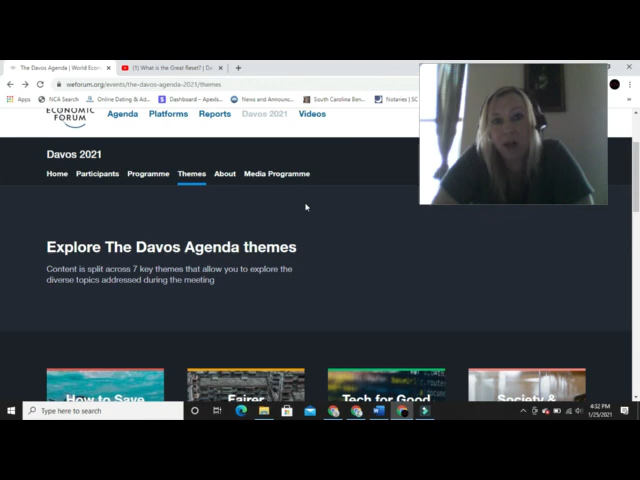 The Davos Agenda | World Econ
(1) What is the Great Reset? | Da
weforum.org/events/the-davos-agenda-2021/themes
Apps
NCA Search
Online Dating & Ad...
Dashboard – Apexls...
News and Announc...
South Carolina Ben...
Notaries | SC
ECONOMIC
FORUM
Agenda
Platforms
Reports
Davos 2021
Videos
Davos 2021
Home
Participants
Programme
Themes
About
Media Programme
Explore The Davos Agenda themes
Content is split across 7 key themes that allow you to explore the
diverse topics addressed during the meeting
How to Save
Fairer
Tech for Good
Society &
Type here to search
4:32 PM
1/25/2021